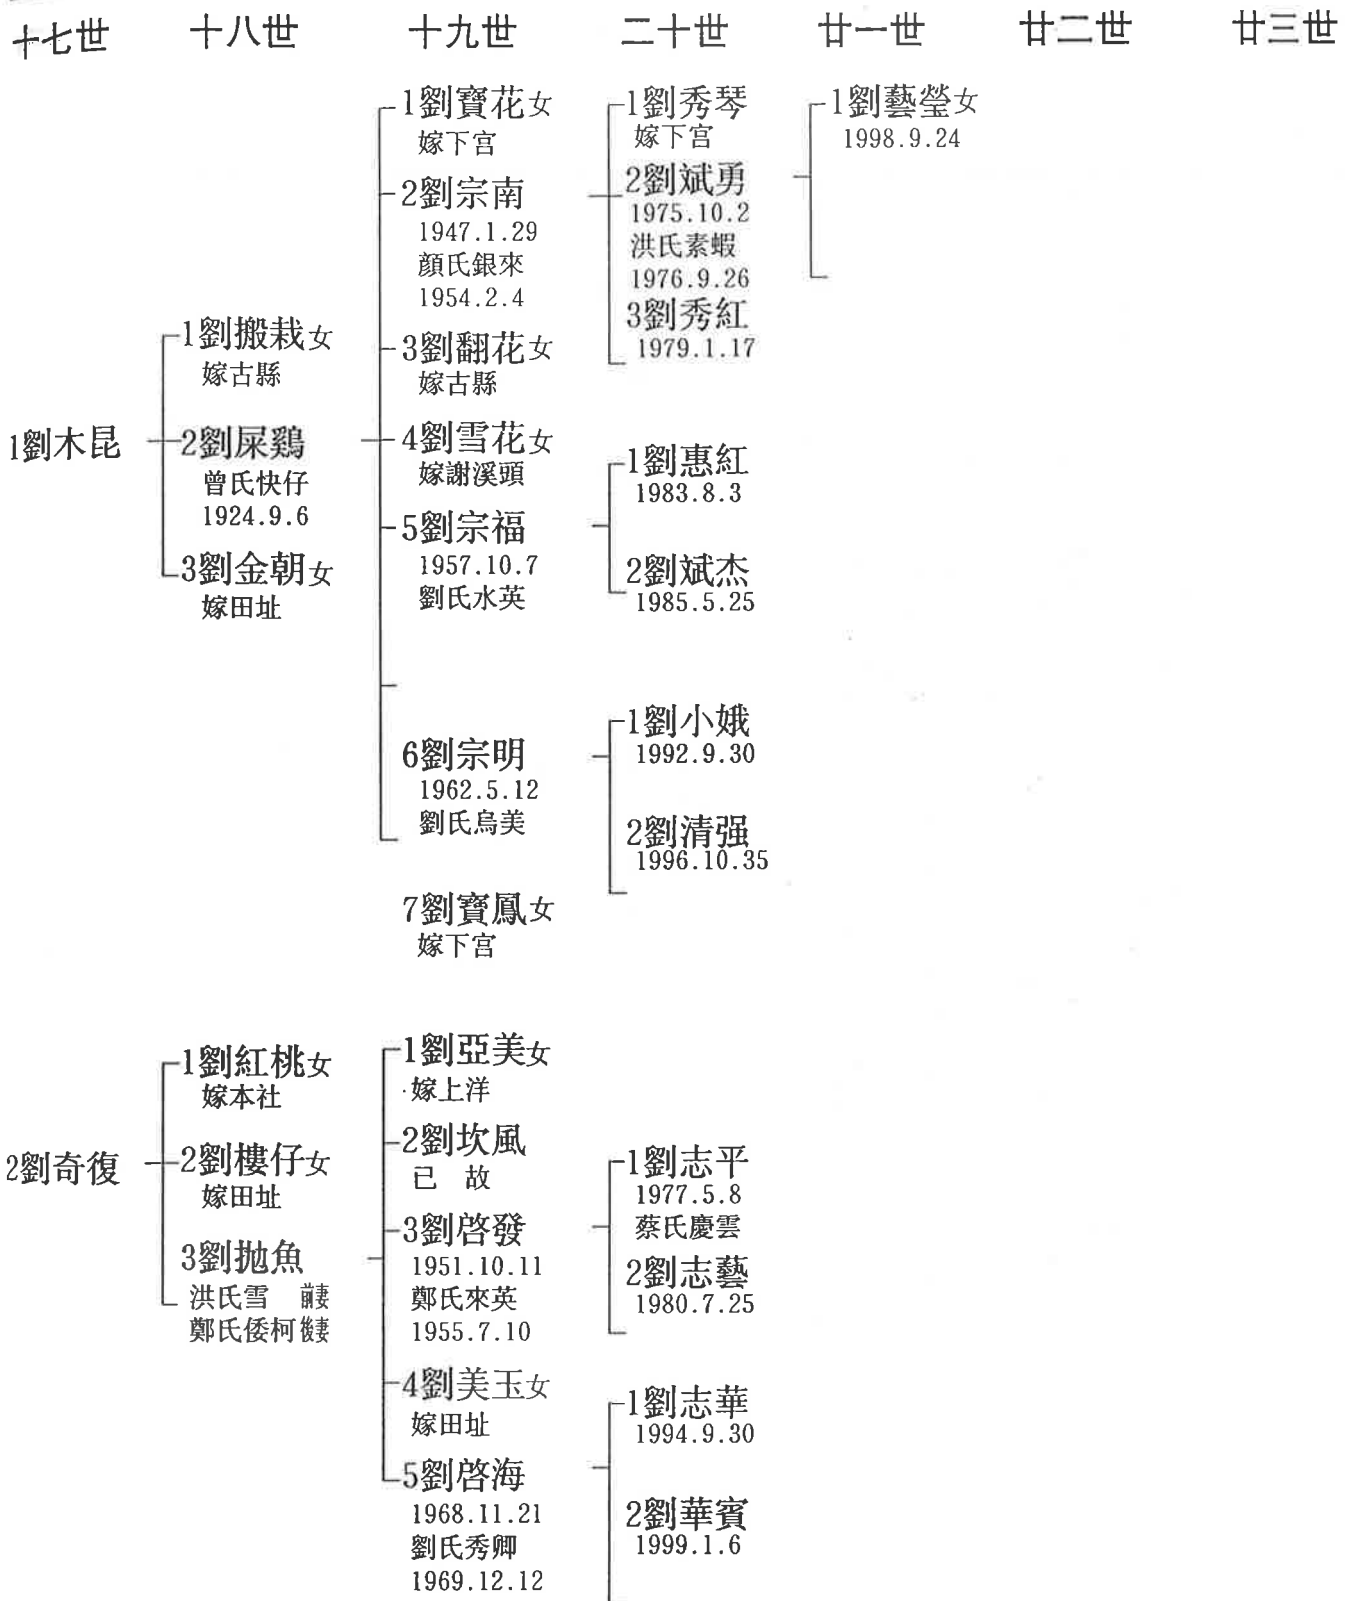 十七世 十八世 十九世 二十世 廿一世 廿二世 廿三世
1劉木昆
1劉搬栽女
嫁古縣
2劉屎鷄
曾氏快仔
1924.9.6
3劉金朝女
嫁田址
1劉寶花女
嫁下宫
2劉宗南
1947.1.29
顔氏銀來
1954.2.4
3劉翻花女
嫁古縣
4劉雪花女
嫁謝溪頭
5劉宗福
1957.10.7
劉氏水英
6劉宗明
1962.5.12
劉氏烏美
7劉寶鳳女
嫁下宫
1劉秀琴
嫁下宫
2劉斌勇
1975.10.2
洪氏素蝦
1976.9.26
3劉秀紅
1979.1.17
1劉藝瑩女
1998.9.24
1劉惠紅
1983.8.3
2劉斌杰
1985.5.25
1劉小娥
1992.9.30
2劉清强
1996.10.35
2劉奇復
1劉紅桃女
嫁本社
2劉樓仔女
嫁田址
3劉抛魚
洪氏雪 前妻
鄭氏倭柯後妻
1劉亞美女
嫁上洋
2劉坎風
已 故
3劉啓發
1951.10.11
鄭氏來英
1955.7.10
4劉美玉女
嫁田址
5劉啓海
1968.11.21
劉氏秀卿
1969.12.12
1劉志平
1977.5.8
蔡氏慶雲
2劉志藝
1980.7.25
1劉志華
1994.9.30
2劉華賓
1999.1.6